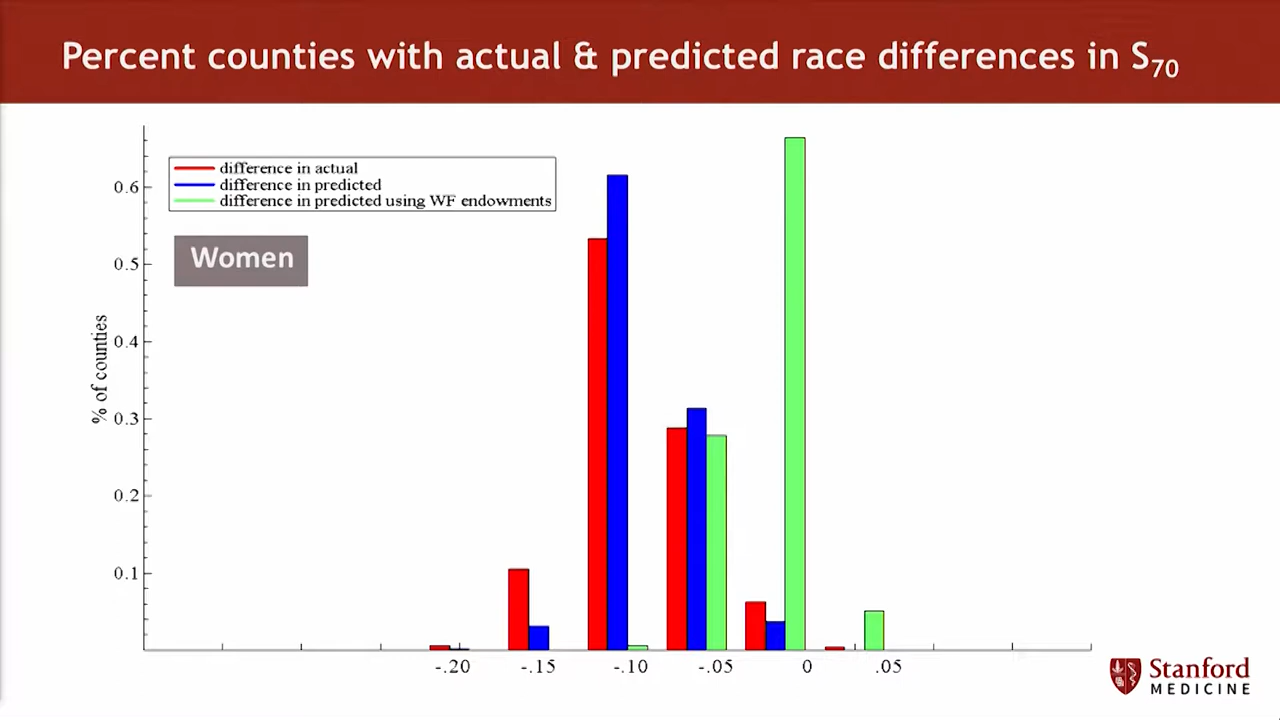 Percent counties with actual & predicted race differences in S70
difference in actual
difference in predicted
difference in predicted using WF endowments
Women
% of counties
0.6
0.5
0.4
0.3
0.2
0.1
-.20 -.15 -.10 -.05 0 .05
Stanford
MEDICINE